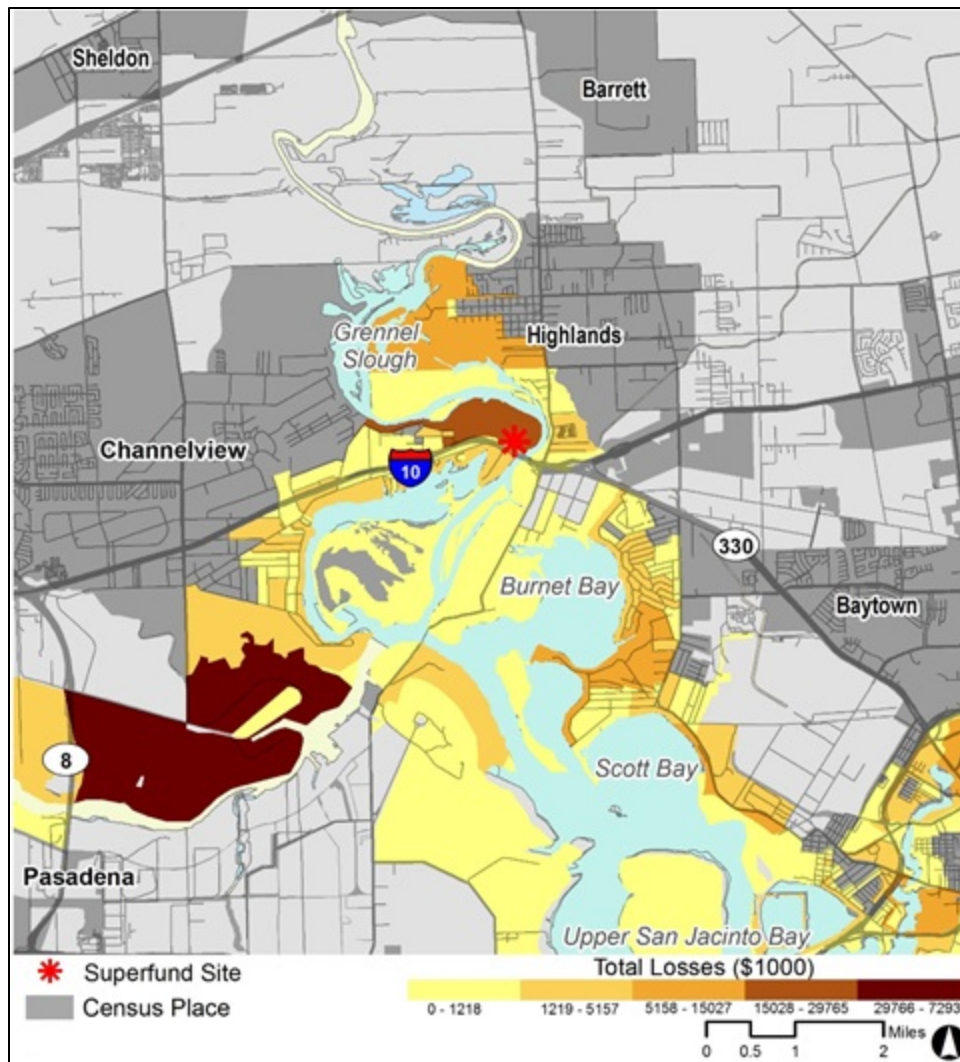 Sheldon
Barrett
Grennel
Slough
Highlands
Channelview
10
330
Burnet Bay
Baytown
8
Scott Bay
Pasadena
Upper San Jacinto Bay
Superfund Site
Census Place
Total Losses ($1000)
0 - 1218
1219 - 5157
5158 - 15027
15028 - 29765
29766 - 7293
Miles
0 0.5 1 2